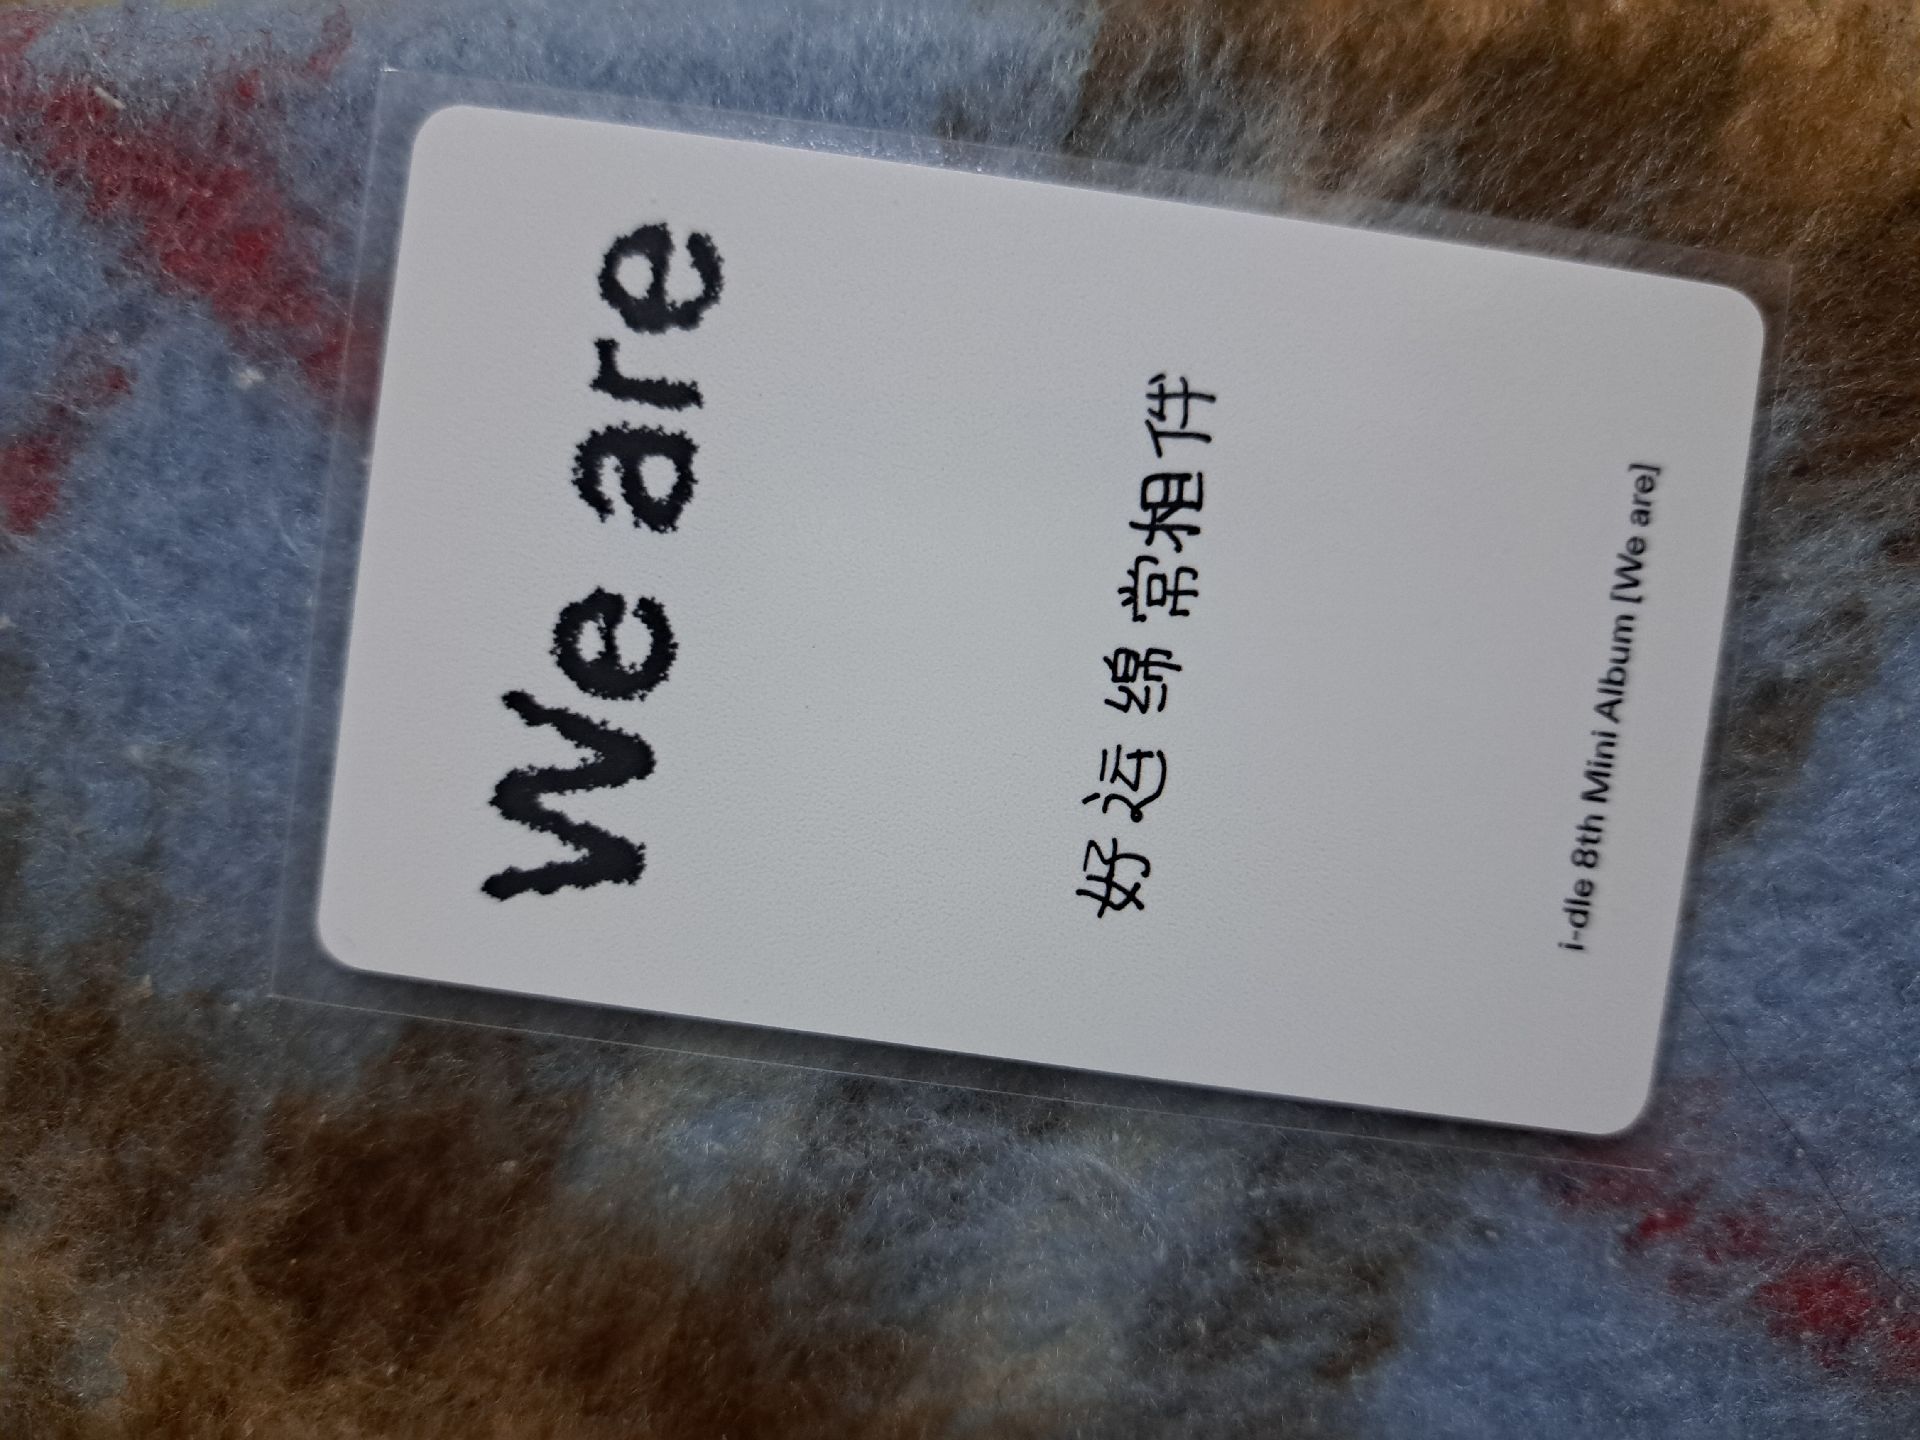 We are
好运绵常相伴
i-dle 8th Mini Album [We are]